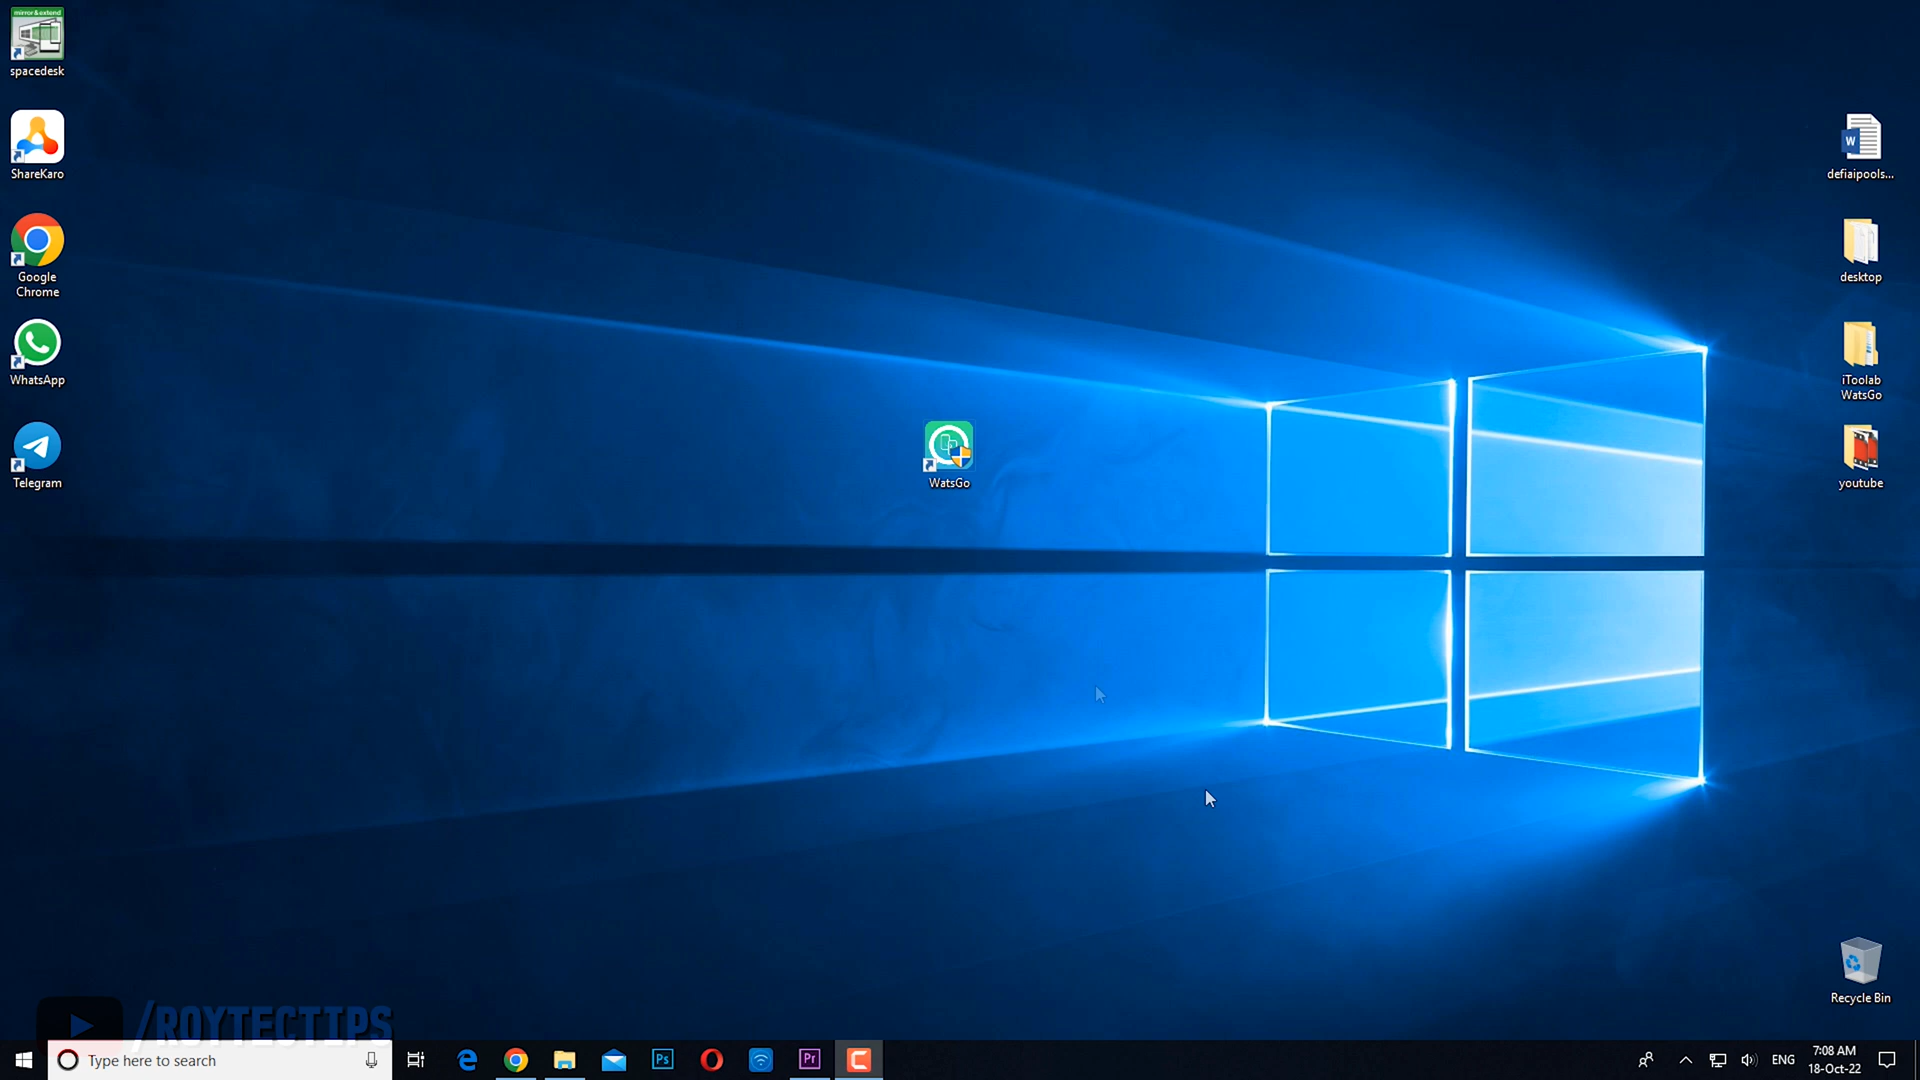 mirror & extend
spacedesk
ShareKaro
Google
Chrome
WhatsApp
Telegram
WatsGo
W
defiaipools...
desktop
iToolab
WatsGo
youtube
Recycle Bin
/ROYTECTIPS
Type here to search
Ps
Pr
ENG
7:08 AM
18-Oct-22